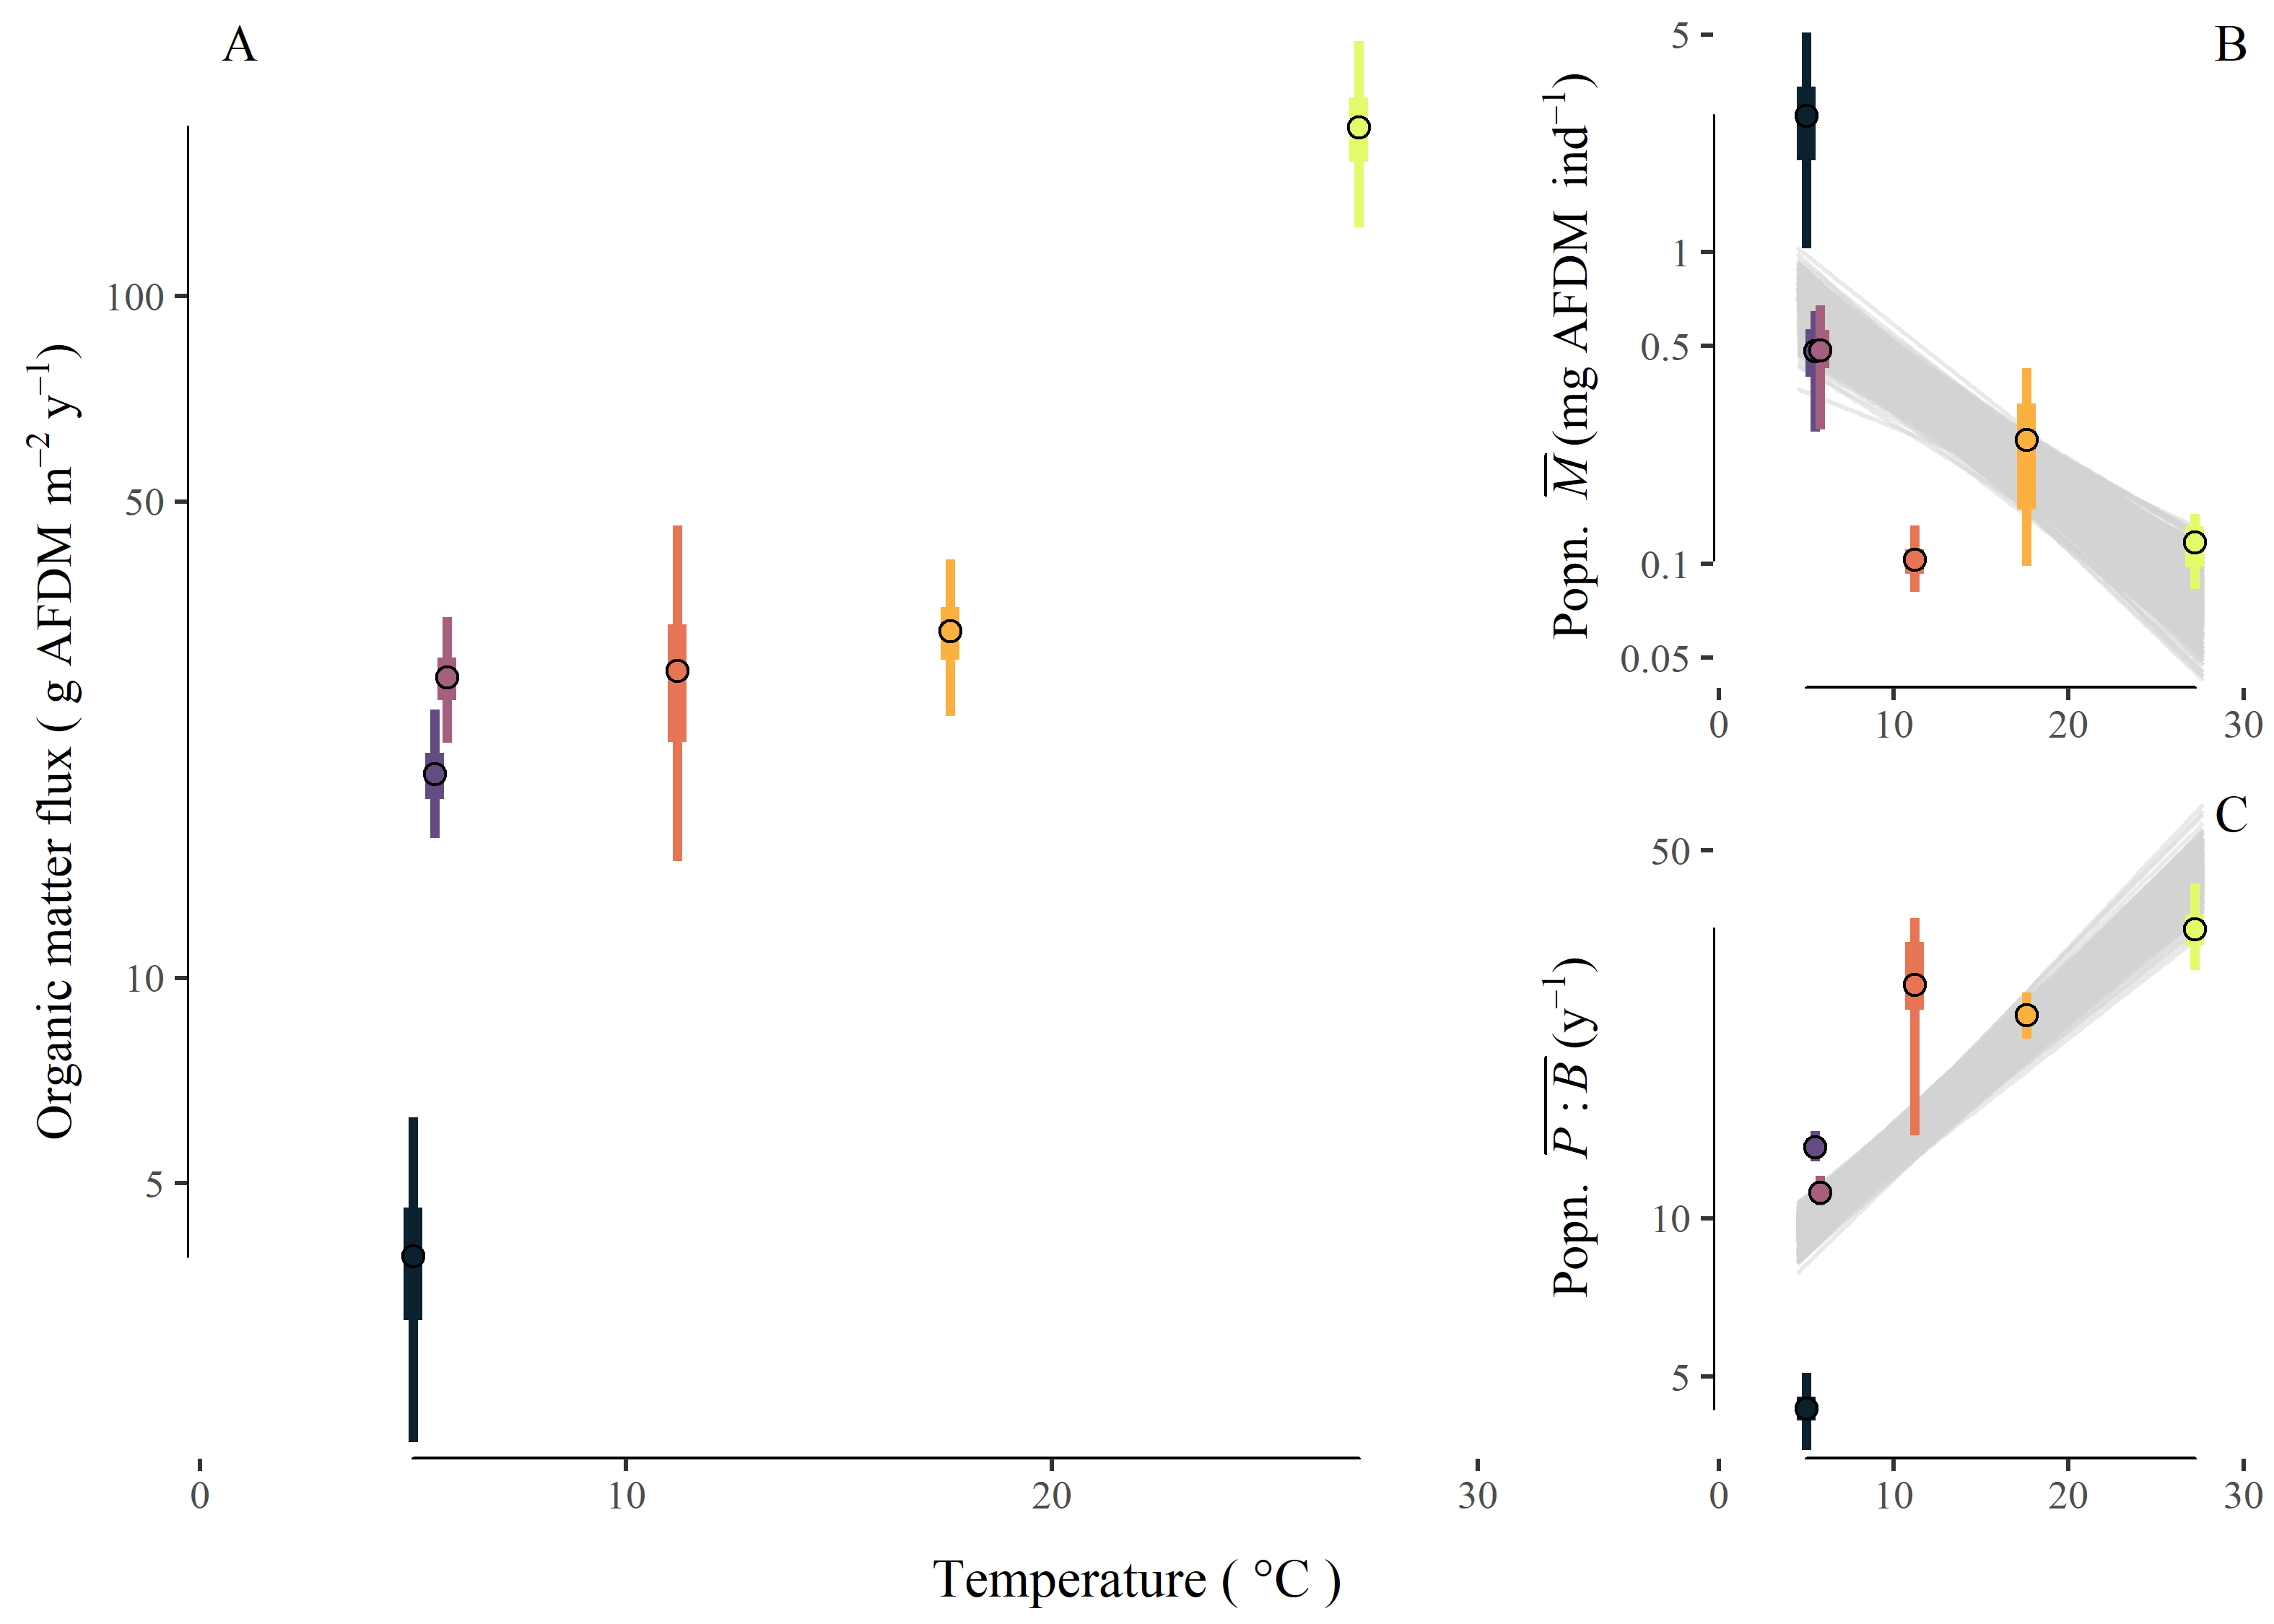 A
Organic matter flux ( g AFDM m⁻² y⁻¹)
100
50
10
5
0 10 20 30
B
Popn. M̅ (mg AFDM ind⁻¹)
5
1
0.5
0.1
0.05
0 10 20 30
C
Popn. P̅ ̅:̅ ̅B̅ (y⁻¹)
50
10
5
0 10 20 30
Temperature ( °C )